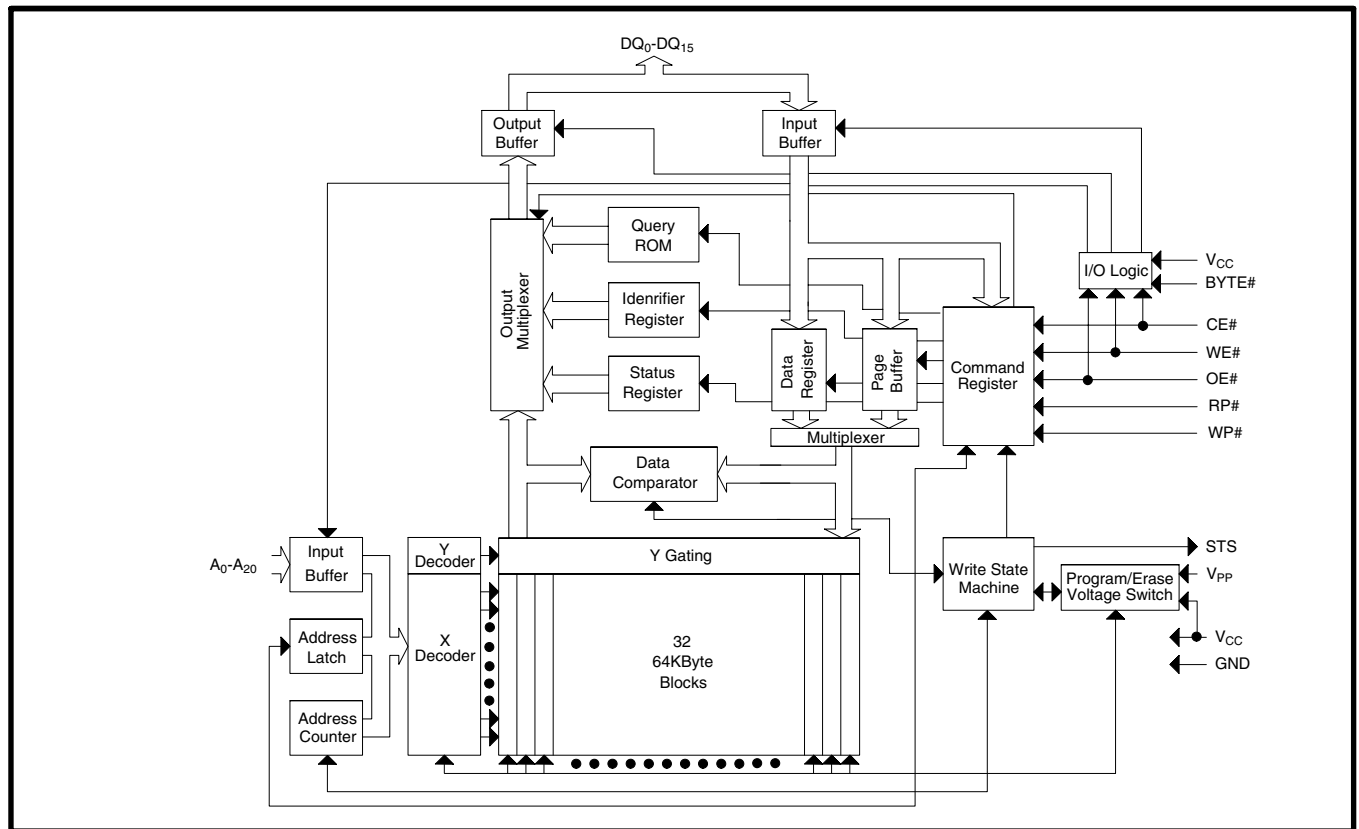 DQ0-DQ15
Output
Buffer
Input
Buffer
Output
Multiplexer
Query
ROM
Idenrifier
Register
Status
Register
Data
Register
Page
Buffer
Multiplexer
Command
Register
I/O Logic
VCC
BYTE#
CE#
WE#
OE#
RP#
WP#
Data
Comparator
A0-A20
Input
Buffer
Y
Decoder
Y Gating
Address
Latch
X
Decoder
32
64KByte
Blocks
Address
Counter
Write State
Machine
Program/Erase
Voltage Switch
STS
VPP
VCC
GND